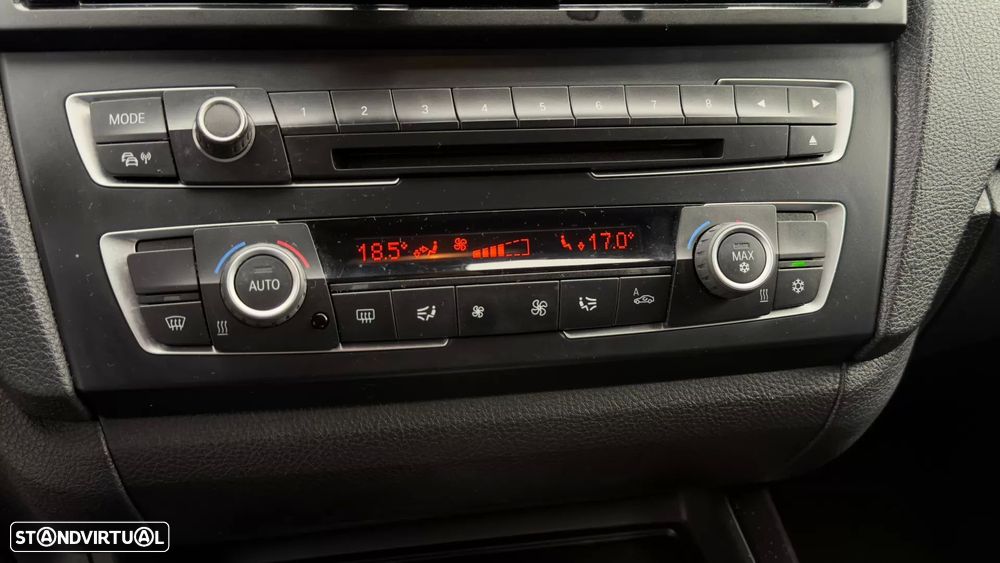 MODE
1 2 3 4 5 6 7 8
18.5° 17.0°
AUTO
MAX
A
STANDVIRTUAL